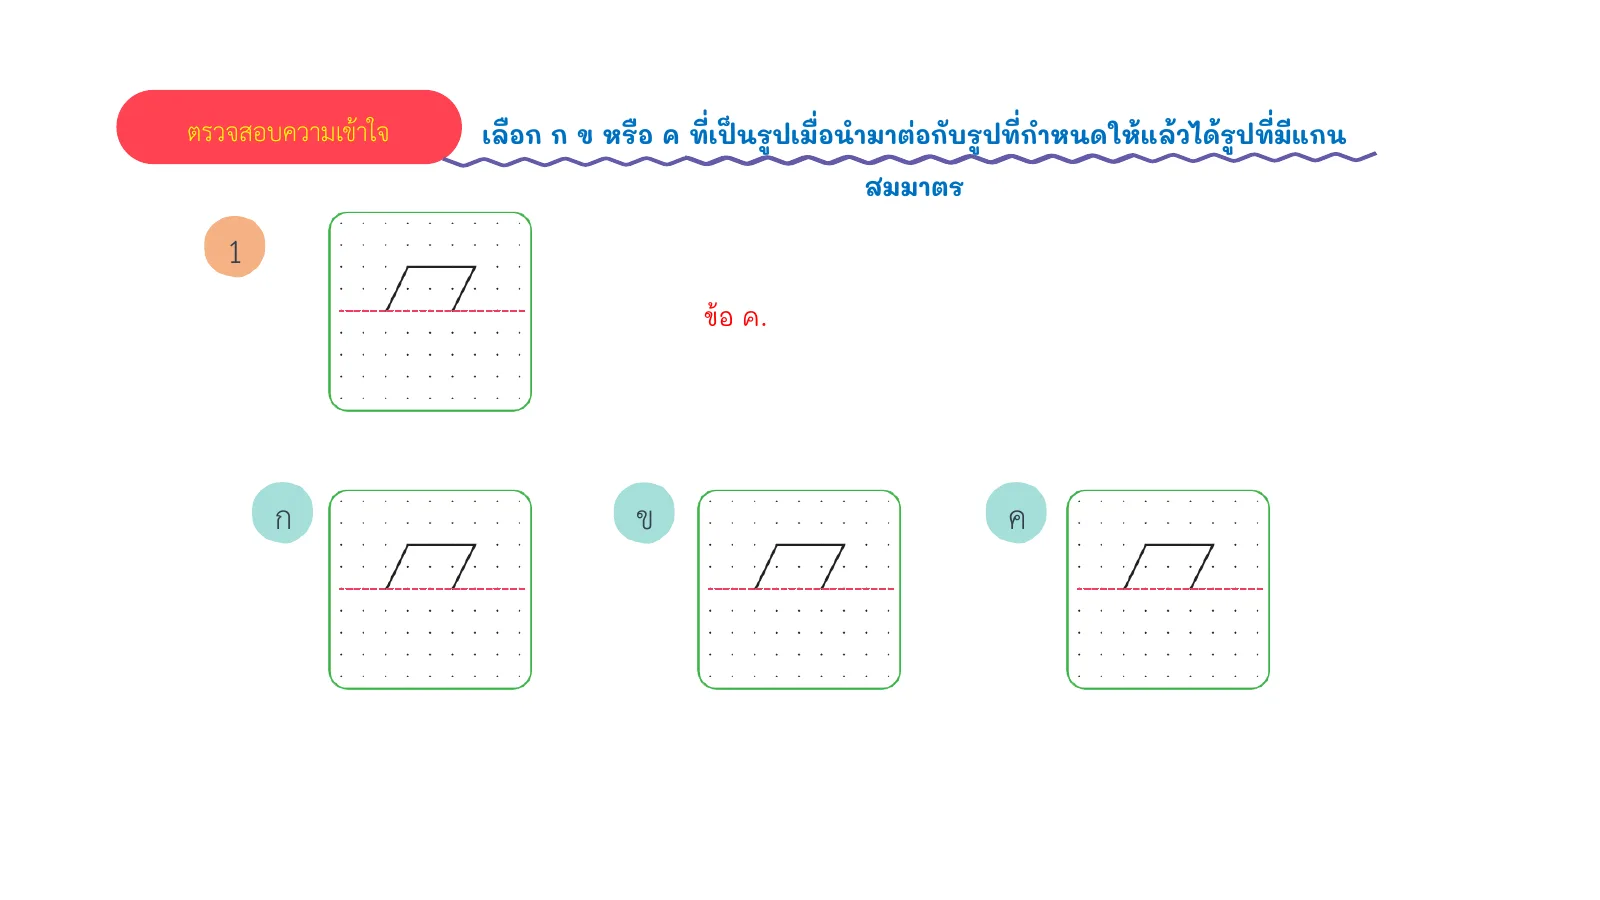 ตรวจสอบความเข้าใจ
เลือก ก ข หรือ ค ที่เป็นรูปเมื่อนำมาต่อกับรูปที่กำหนดให้แล้วได้รูปที่มีแกน
สมมาตร
1
ข้อ ค.
ก
ข
ค